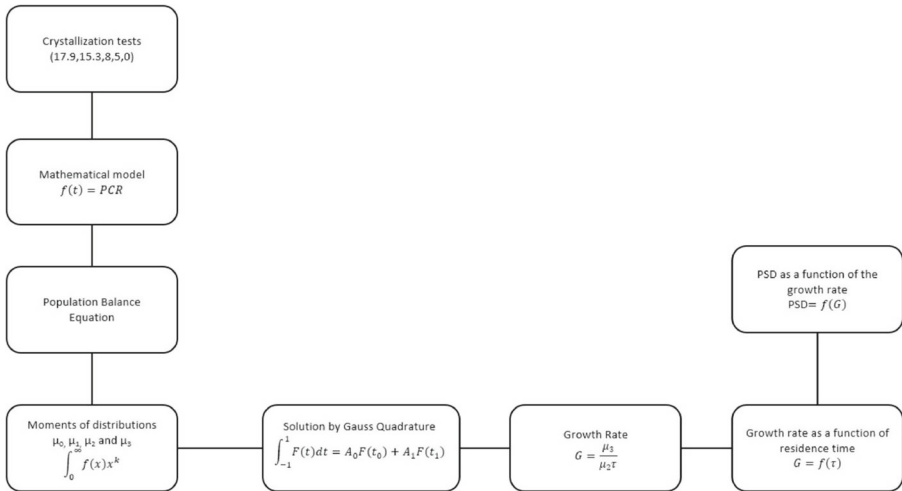 Crystallization tests
(17.9,15.3,8,5,0)
Mathematical model
f(t) = PCR
Population Balance
Equation
Moments of distributions
μ₀, μ₁, μ₂ and μ₃
∫₀^∞ f(x)x^k
Solution by Gauss Quadrature
∫₋₁^1 F(t)dt = A₀F(t₀) + A₁F(t₁)
Growth Rate
G = μ₃/μ₂τ
Growth rate as a function of
residence time
G = f(τ)
PSD as a function of the
growth rate
PSD= f(G)